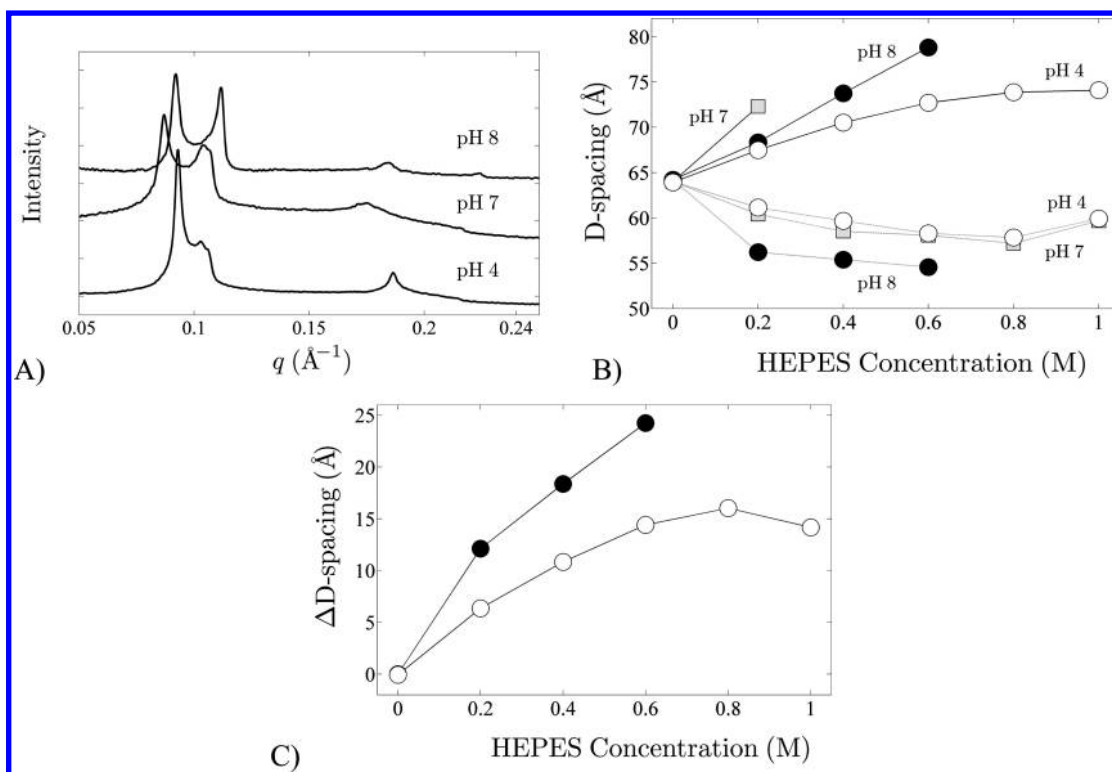 Intensity
pH 8
pH 7
pH 4
0.05
0.1
0.15
0.2
0.24
q (Å⁻¹)
A)
D-spacing (Å)
80
75
70
65
60
55
50
pH 8
pH 4
pH 7
pH 4
pH 7
pH 8
0
0.2
0.4
0.6
0.8
1
HEPES Concentration (M)
B)
ΔD-spacing (Å)
25
20
15
10
5
0
0
0.2
0.4
0.6
0.8
1
HEPES Concentration (M)
C)